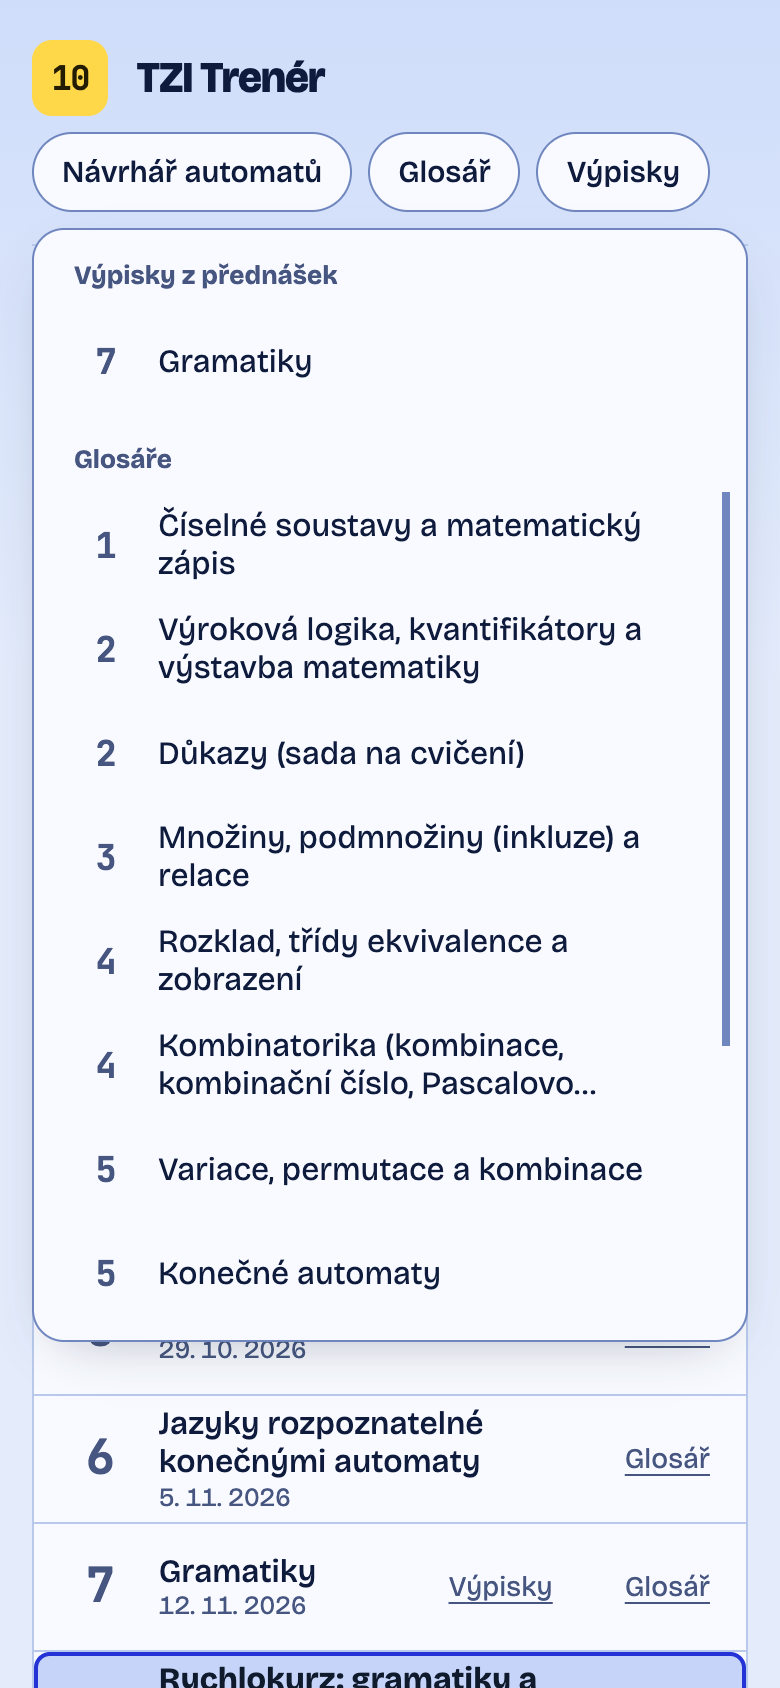 10
TZI Trenér
Návrhář automatů
Glosář
Výpisky
Výpisky z přednášek
7 Gramatiky
Glosáře
1 Číselné soustavy a matematický
zápis
2 Výroková logika, kvantifikátory a
výstavba matematiky
2 Důkazy (sada na cvičení)
3 Množiny, podmnožiny (inkluze) a
relace
4 Rozklad, třídy ekvivalence a
zobrazení
4 Kombinatorika (kombinace,
kombinační číslo, Pascalovo...
5 Variace, permutace a kombinace
5 Konečné automaty
29. 10. 2026
6 Jazyky rozpoznatelné
konečnými automaty
5. 11. 2026
Glosář
7 Gramatiky
12. 11. 2026
Výpisky
Glosář
Rychlokurz: gramatiky a